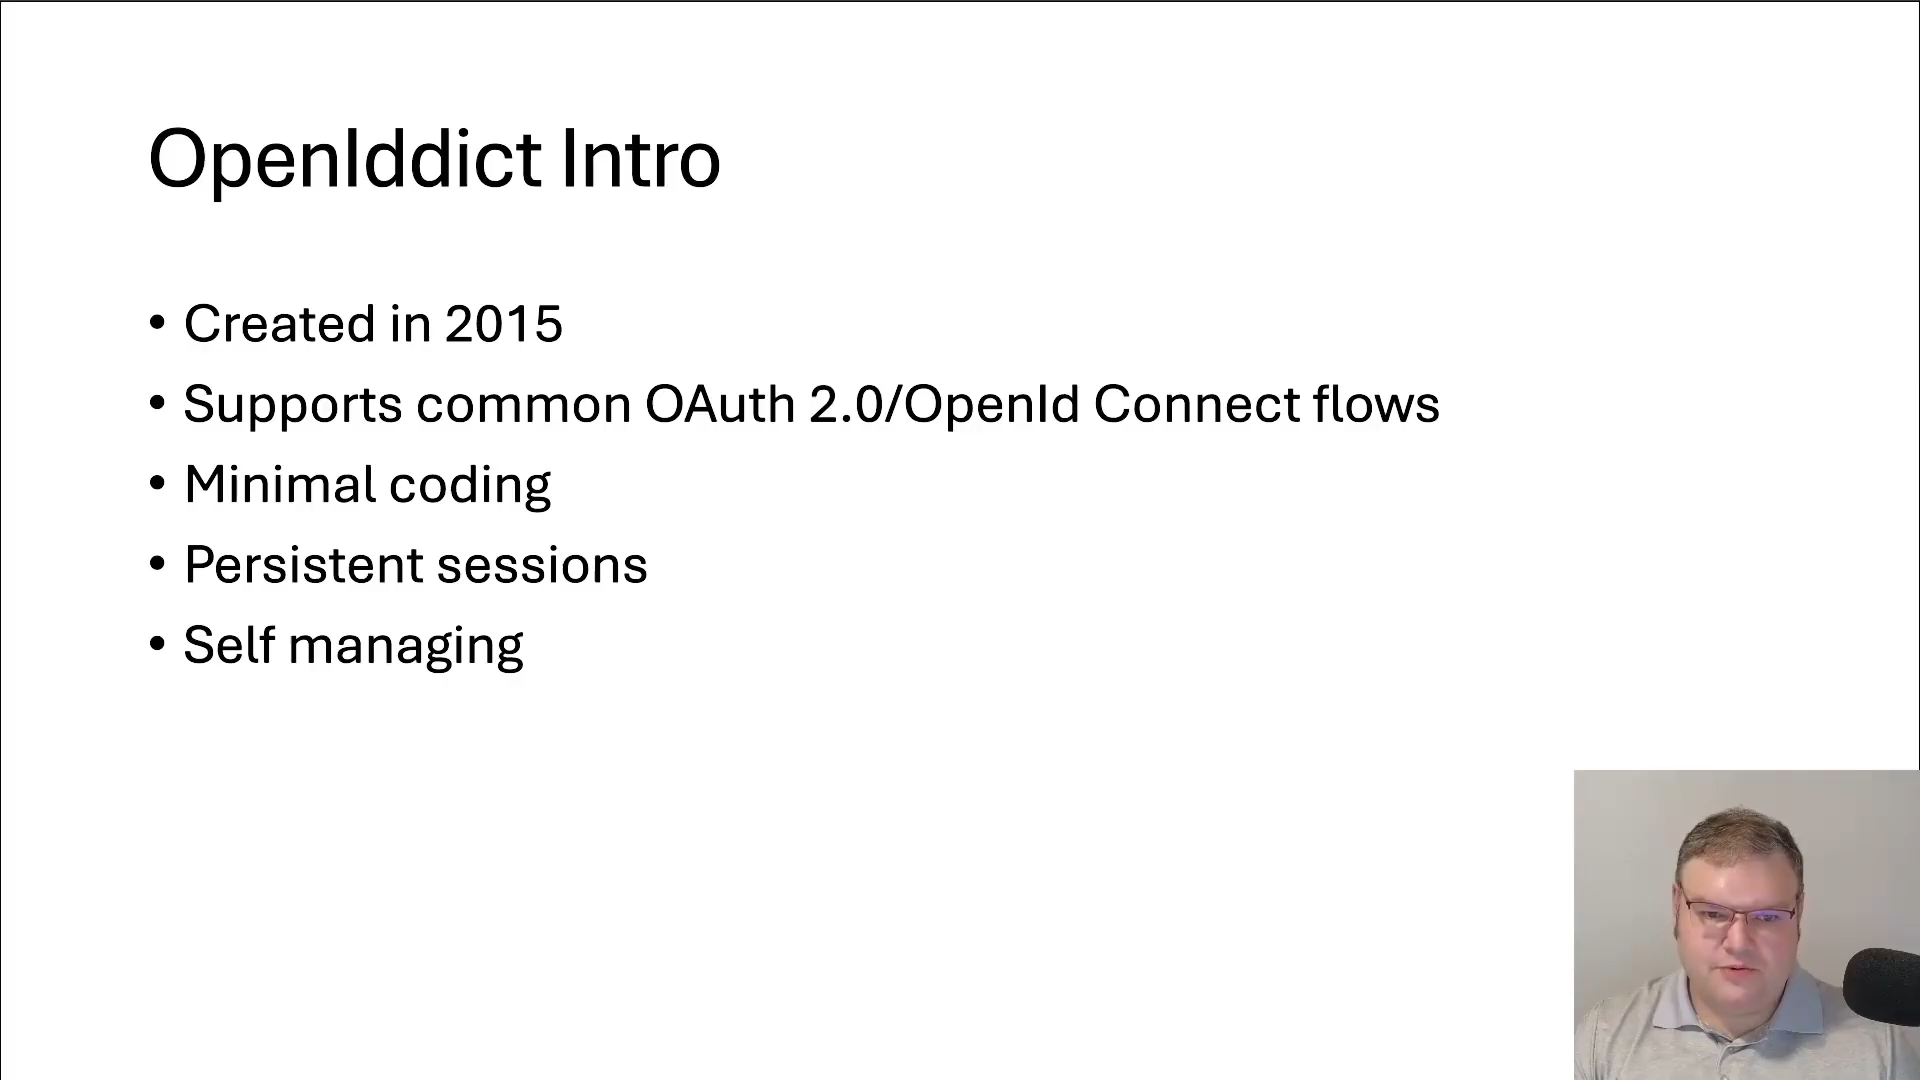 OpenIddict Intro
• Created in 2015
• Supports common OAuth 2.0/OpenId Connect flows
• Minimal coding
• Persistent sessions
• Self managing